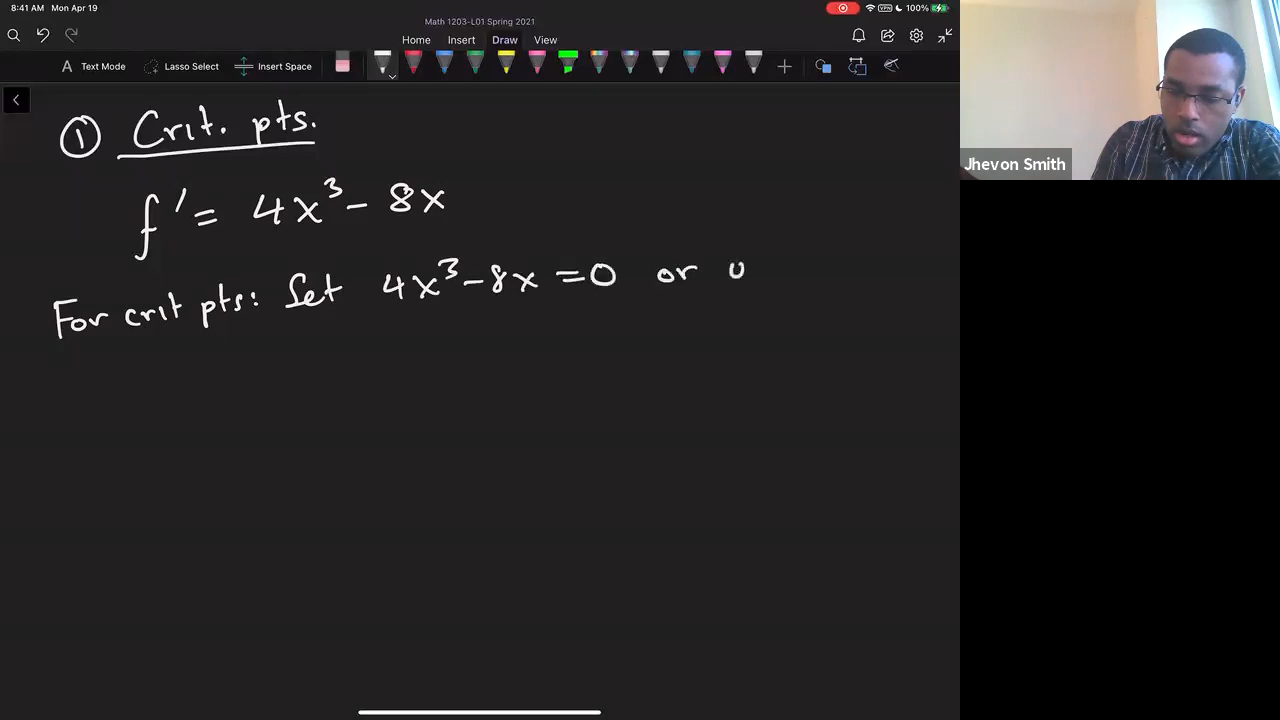 8:41 AM Mon Apr 19
VPN 100%
Math 1203-L01 Spring 2021
Home Insert Draw View
A Text Mode Lasso Select Insert Space
① Crit. pts.
f' = 4x³ - 8x
For crit pts: Set 4x³ - 8x = 0 or u
Jhevon Smith